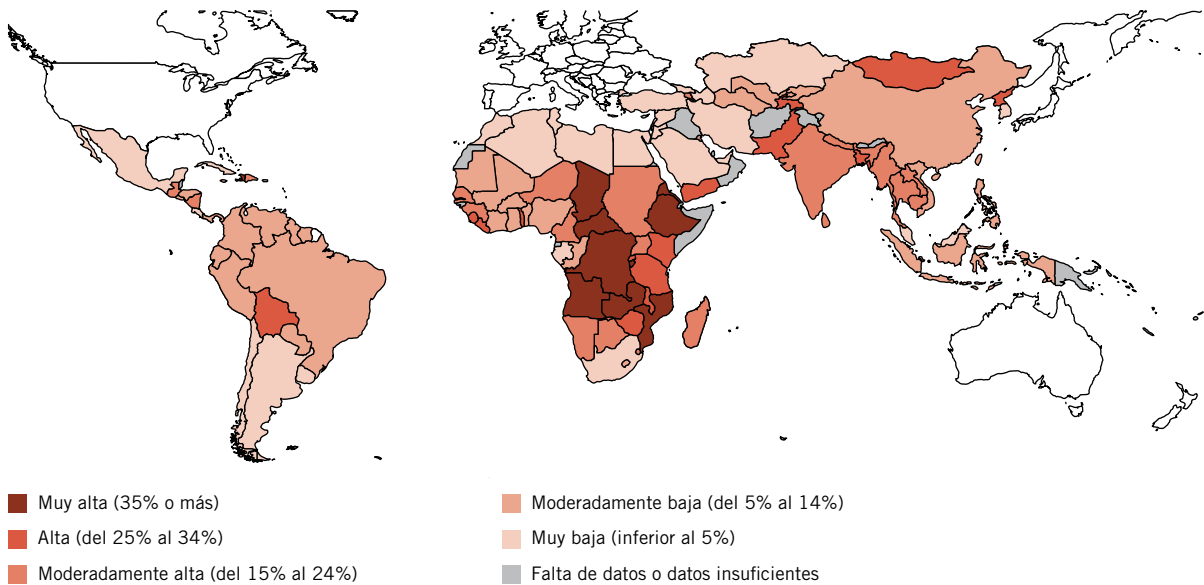 Muy alta (35% o más)
Alta (del 25% al 34%)
Moderadamente alta (del 15% al 24%)
Moderadamente baja (del 5% al 14%)
Muy baja (inferior al 5%)
Falta de datos o datos insuficientes